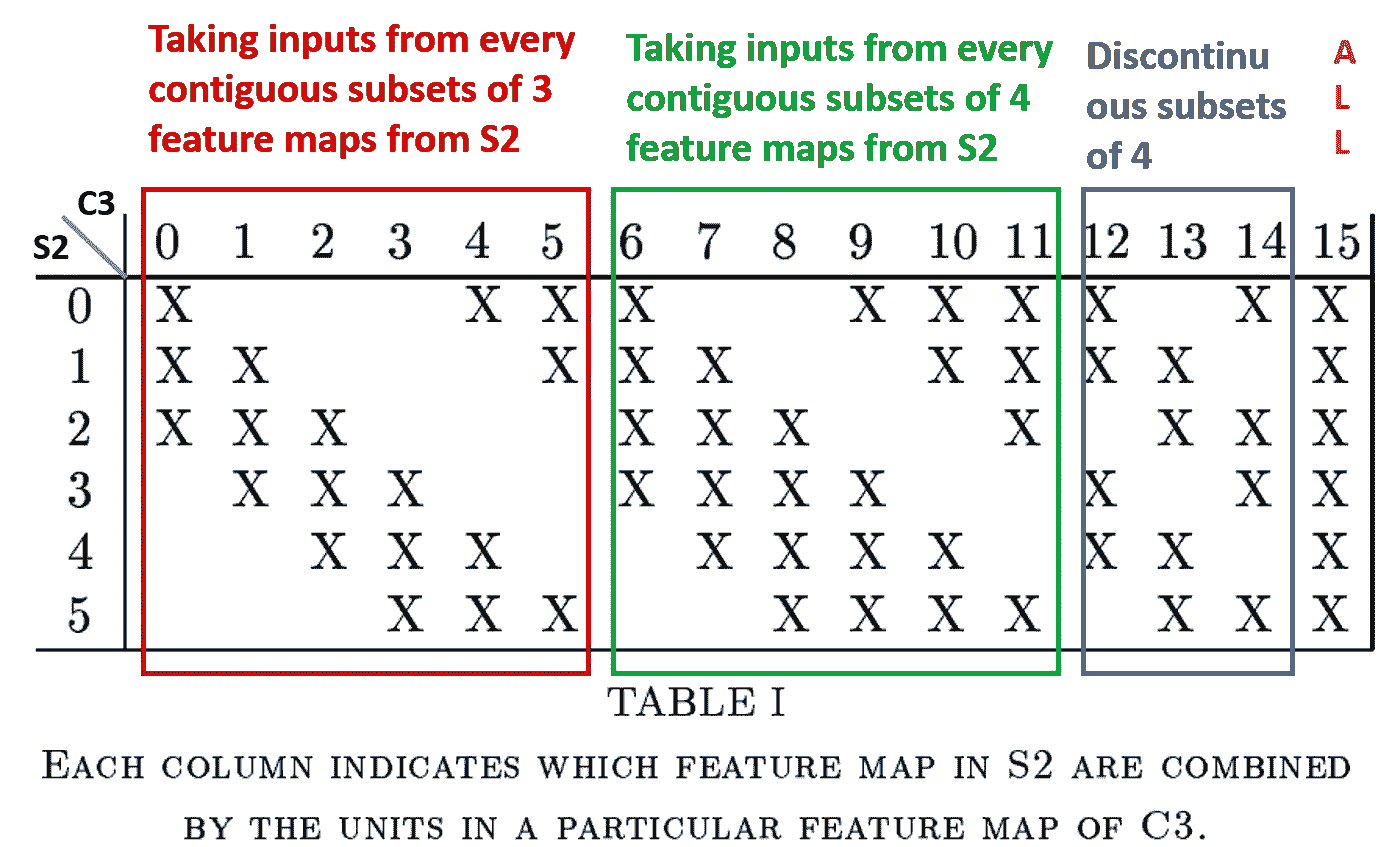 Taking inputs from every
contiguous subsets of 3
feature maps from S2
Taking inputs from every
contiguous subsets of 4
feature maps from S2
Discontinu
ous subsets
of 4
A
L
L
C3
S2
0 1 2 3 4 5 6 7 8 9 10 11 12 13 14 15
0 X X X X X X X X X X
1 X X X X X X X X X X
2 X X X X X X X X X X
3 X X X X X X X X X X
4 X X X X X X X X X X
5 X X X X X X X X X X
TABLE I
EACH COLUMN INDICATES WHICH FEATURE MAP IN S2 ARE COMBINED
BY THE UNITS IN A PARTICULAR FEATURE MAP OF C3.